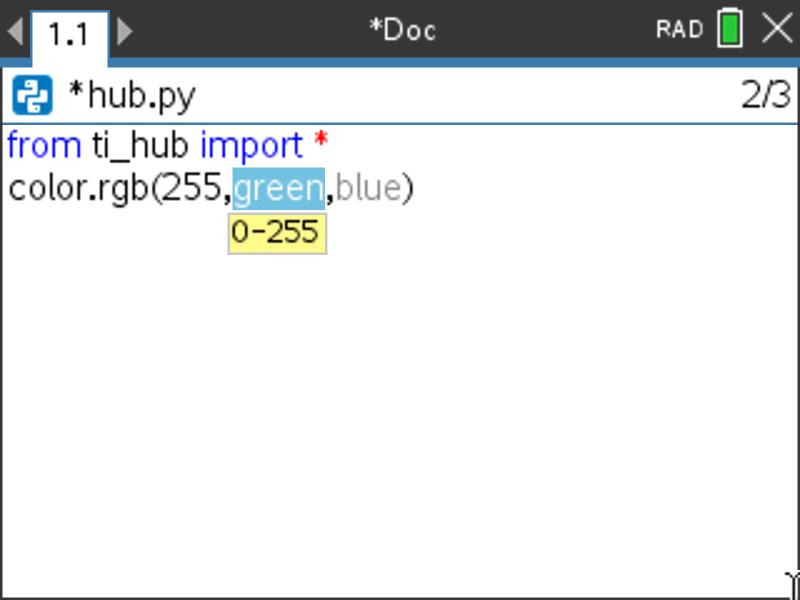 1.1 *Doc RAD
*hub.py 2/3
from ti_hub import *
color.rgb(255,green,blue)
0-255